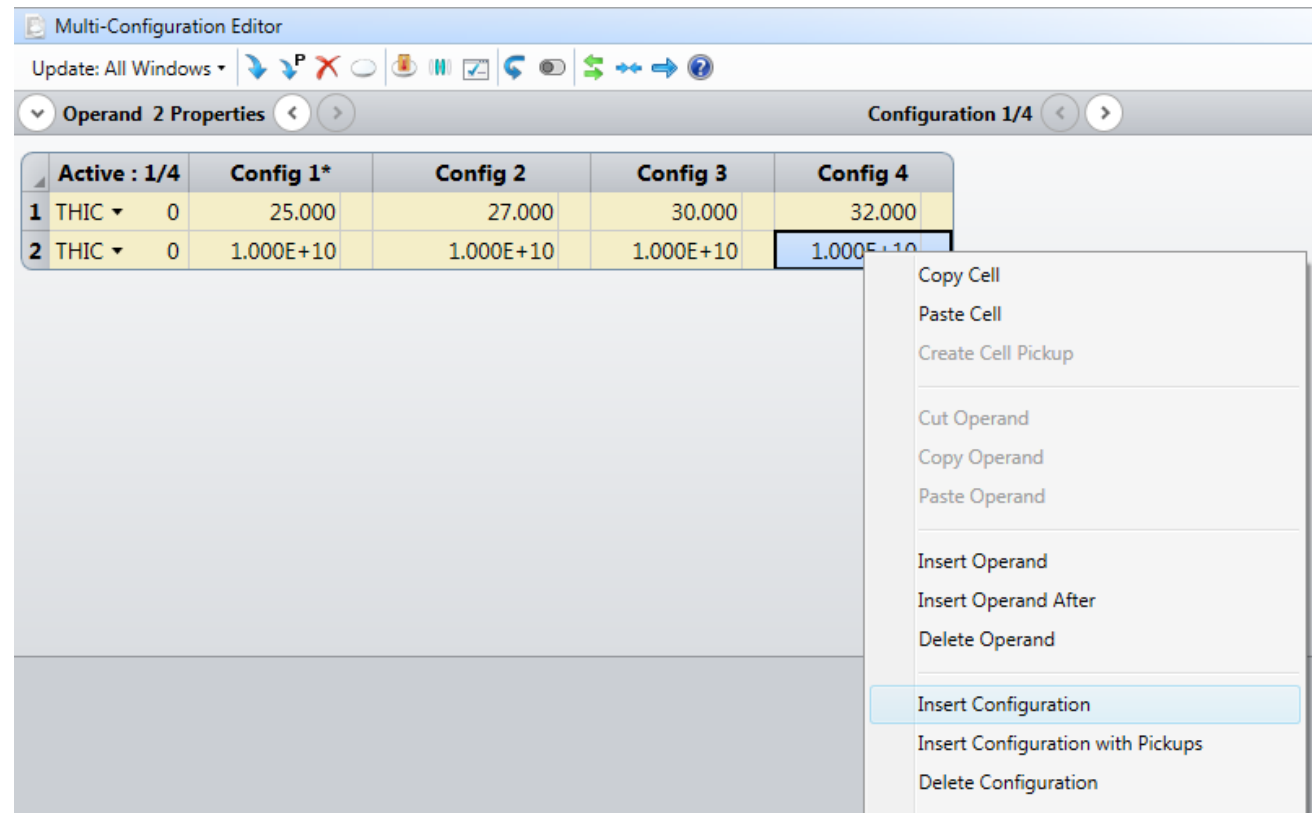 Multi-Configuration Editor
Update: All Windows P
Operand 2 Properties Configuration 1/4
Active : 1/4 Config 1* Config 2 Config 3 Config 4
1 THIC 0 25.000 27.000 30.000 32.000
2 THIC 0 1.000E+10 1.000E+10 1.000E+10 1.000E+10
Copy Cell
Paste Cell
Create Cell Pickup
Cut Operand
Copy Operand
Paste Operand
Insert Operand
Insert Operand After
Delete Operand
Insert Configuration
Insert Configuration with Pickups
Delete Configuration